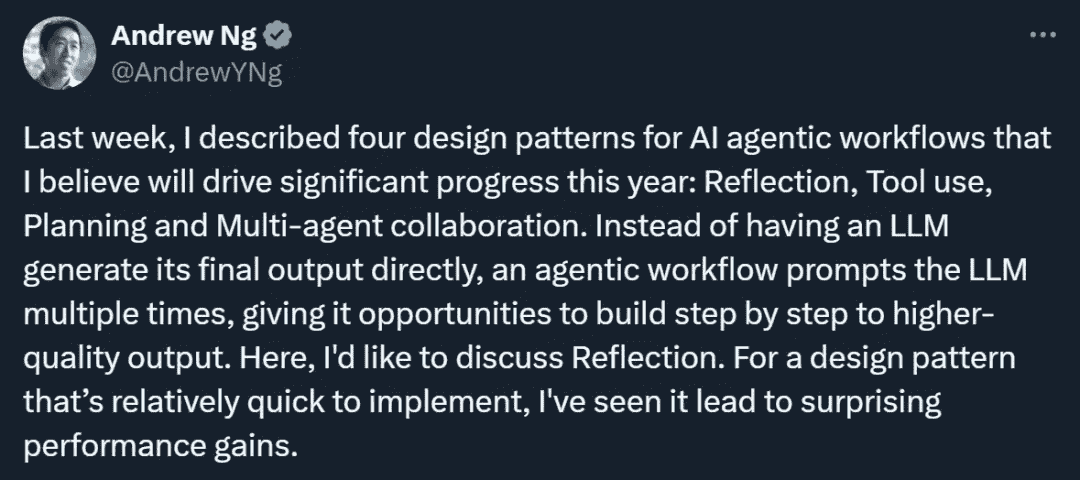 Andrew Ng
@AndrewYNg
Last week, I described four design patterns for AI agentic workflows that
I believe will drive significant progress this year: Reflection, Tool use,
Planning and Multi-agent collaboration. Instead of having an LLM
generate its final output directly, an agentic workflow prompts the LLM
multiple times, giving it opportunities to build step by step to higher-
quality output. Here, I'd like to discuss Reflection. For a design pattern
that’s relatively quick to implement, I've seen it lead to surprising
performance gains.